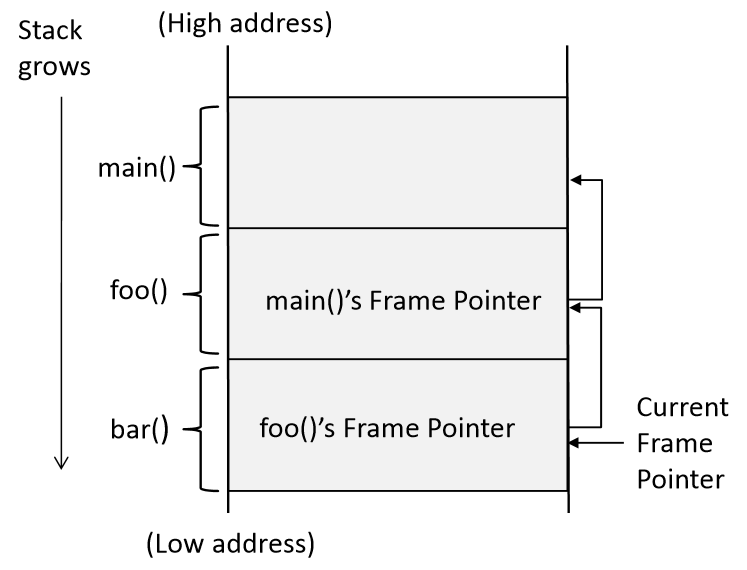 Stack
grows
(High address)
main()
foo()
main()’s Frame Pointer
bar()
foo()’s Frame Pointer
Current
Frame
Pointer
(Low address)